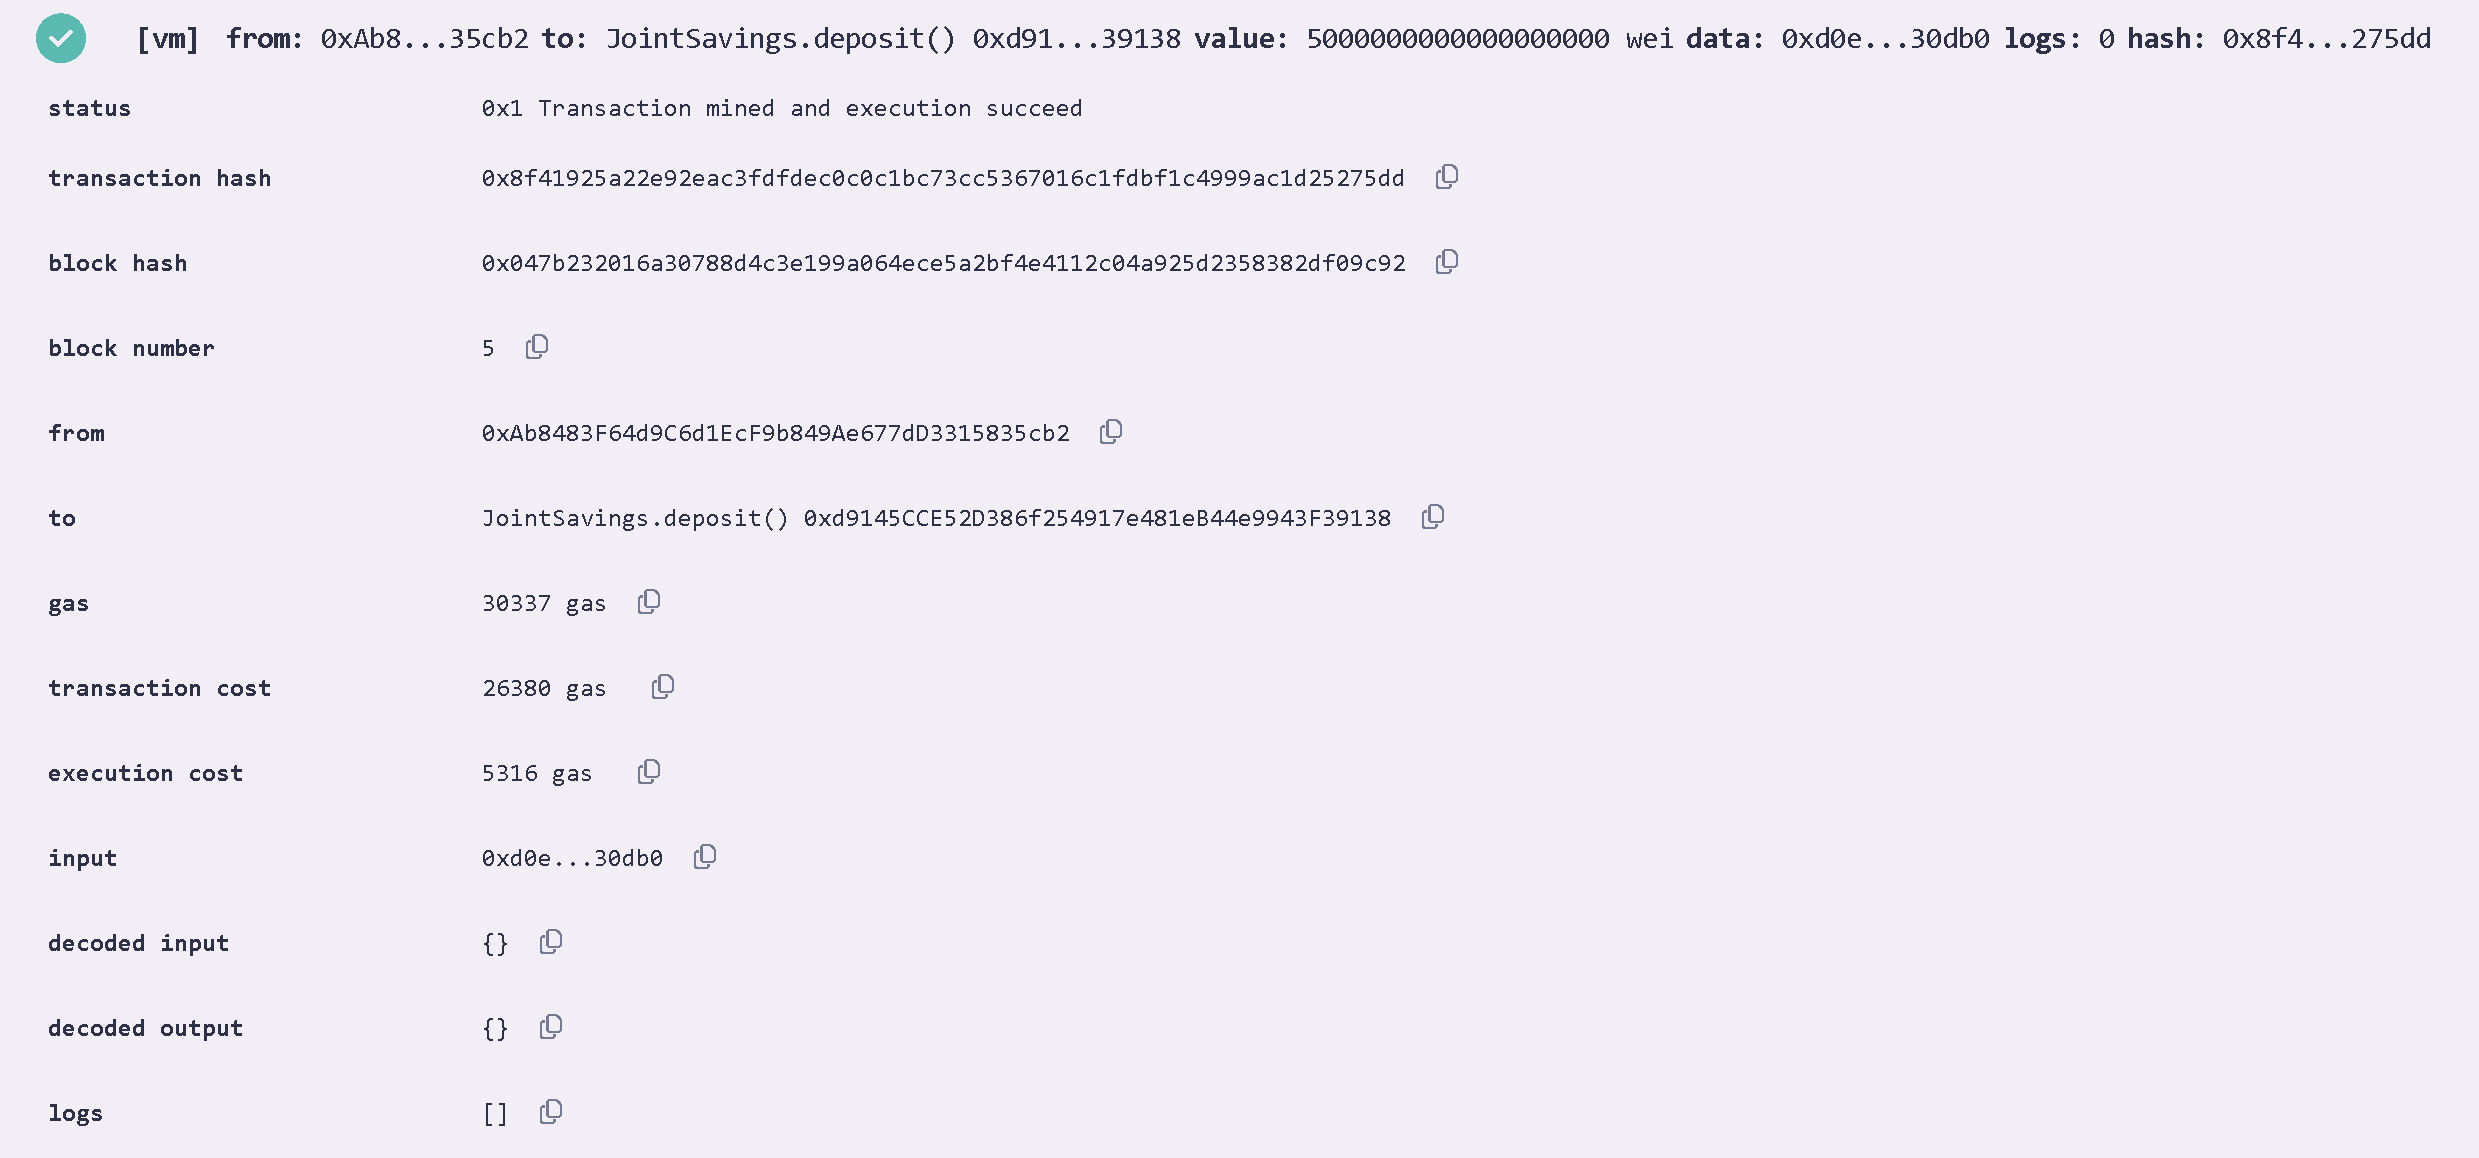 [vm] from: 0xAb8...35cb2 to: JointSavings.deposit() 0xd91...39138 value: 5000000000000000000 wei data: 0xd0e...30db0 logs: 0 hash: 0x8f4...275dd
status 0x1 Transaction mined and execution succeed
transaction hash 0x8f41925a22e92eac3fdfdec0c0c1bc73cc5367016c1fdbf1c4999ac1d25275dd
block hash 0x047b232016a30788d4c3e199a064ece5a2bf4e4112c04a925d2358382df09c92
block number 5
from 0xAb8483F64d9C6d1EcF9b849Ae677dD3315835cb2
to JointSavings.deposit() 0xd9145CCE52D386f254917e481eB44e9943F39138
gas 30337 gas
transaction cost 26380 gas
execution cost 5316 gas
input 0xd0e...30db0
decoded input {}
decoded output {}
logs []